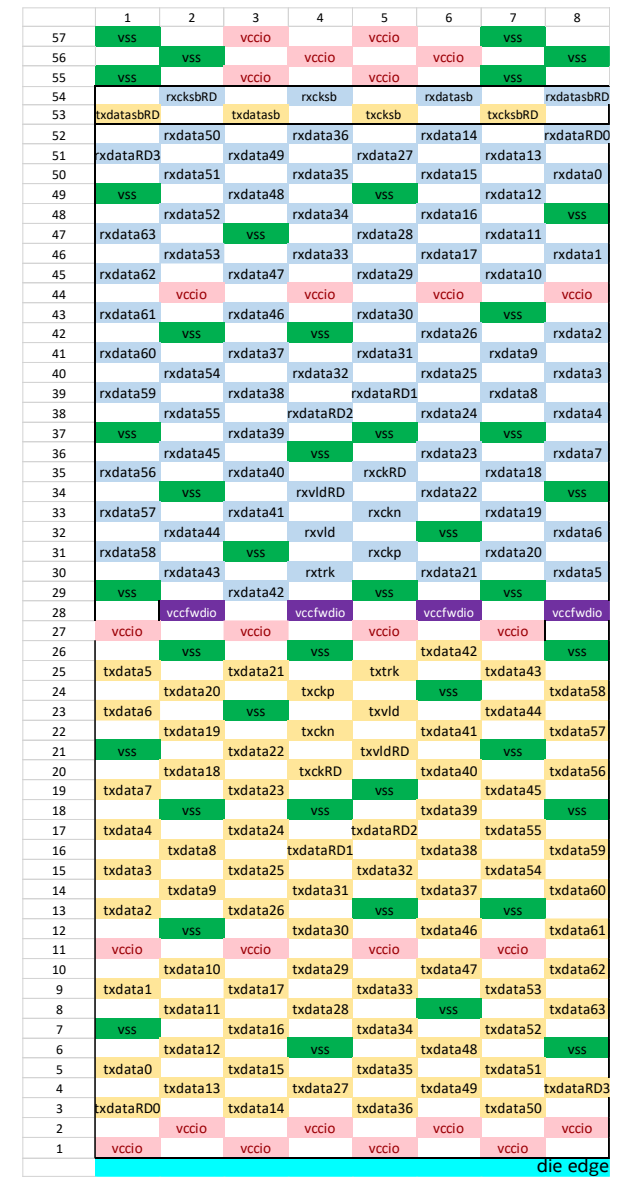 1 2 3 4 5 6 7 8
57 vss vccio vccio vss
56 vss vccio vccio vss
55 vss vccio vccio vss
54 rxcksbRD rxcksb rxdatasb rxdatasbRD
53 txdatasbRD txdatasb txcksb txcksbRD
52 rxdata50 rxdata36 rxdata14 rxdataRD0
51 rxdataRD3 rxdata49 rxdata27 rxdata13
50 rxdata51 rxdata35 rxdata15 rxdata0
49 vss rxdata48 vss rxdata12
48 rxdata52 rxdata34 rxdata16 vss
47 rxdata63 vss rxdata28 rxdata11
46 rxdata53 rxdata33 rxdata17 rxdata1
45 rxdata62 rxdata47 rxdata29 rxdata10
44 vccio vccio vccio vccio
43 rxdata61 rxdata46 rxdata30 vss
42 vss vss rxdata26 rxdata2
41 rxdata60 rxdata37 rxdata31 rxdata9
40 rxdata54 rxdata32 rxdata25 rxdata3
39 rxdata59 rxdata38 rxdataRD1 rxdata8
38 rxdata55 rxdataRD2 rxdata24 rxdata4
37 vss rxdata39 vss vss
36 rxdata45 vss rxdata23 rxdata7
35 rxdata56 rxdata40 rxckRD rxdata18
34 vss rxvldRD rxdata22 vss
33 rxdata57 rxdata41 rxckn rxdata19
32 rxdata44 rxvld vss rxdata6
31 rxdata58 vss rxckp rxdata20
30 rxdata43 rxtrk rxdata21 rxdata5
29 vss rxdata42 vss vss
28 vccfwdio vccfwdio vccfwdio vccfwdio
27 vccio vccio vccio vccio
26 vss vss txdata42 vss
25 txdata5 txdata21 txtrk txdata43
24 txdata20 txckp vss txdata58
23 txdata6 vss txvld txdata44
22 txdata19 txckn txdata41 txdata57
21 vss txdata22 txvldRD vss
20 txdata18 txckRD txdata40 txdata56
19 txdata7 txdata23 vss txdata45
18 vss vss txdata39 vss
17 txdata4 txdata24 txdataRD2 txdata55
16 txdata8 txdataRD1 txdata38 txdata59
15 txdata3 txdata25 txdata32 txdata54
14 txdata9 txdata31 txdata37 txdata60
13 txdata2 txdata26 vss vss
12 vss txdata30 txdata46 txdata61
11 vccio vccio vccio vccio
10 txdata10 txdata29 txdata47 txdata62
9 txdata1 txdata17 txdata33 txdata53
8 txdata11 txdata28 vss txdata63
7 vss txdata16 txdata34 txdata52
6 txdata12 vss txdata48 vss
5 txdata0 txdata15 txdata35 txdata51
4 txdata13 txdata27 txdata49 txdataRD3
3 txdataRD0 txdata14 txdata36 txdata50
2 vccio vccio vccio vccio
1 vccio vccio vccio vccio
die edge